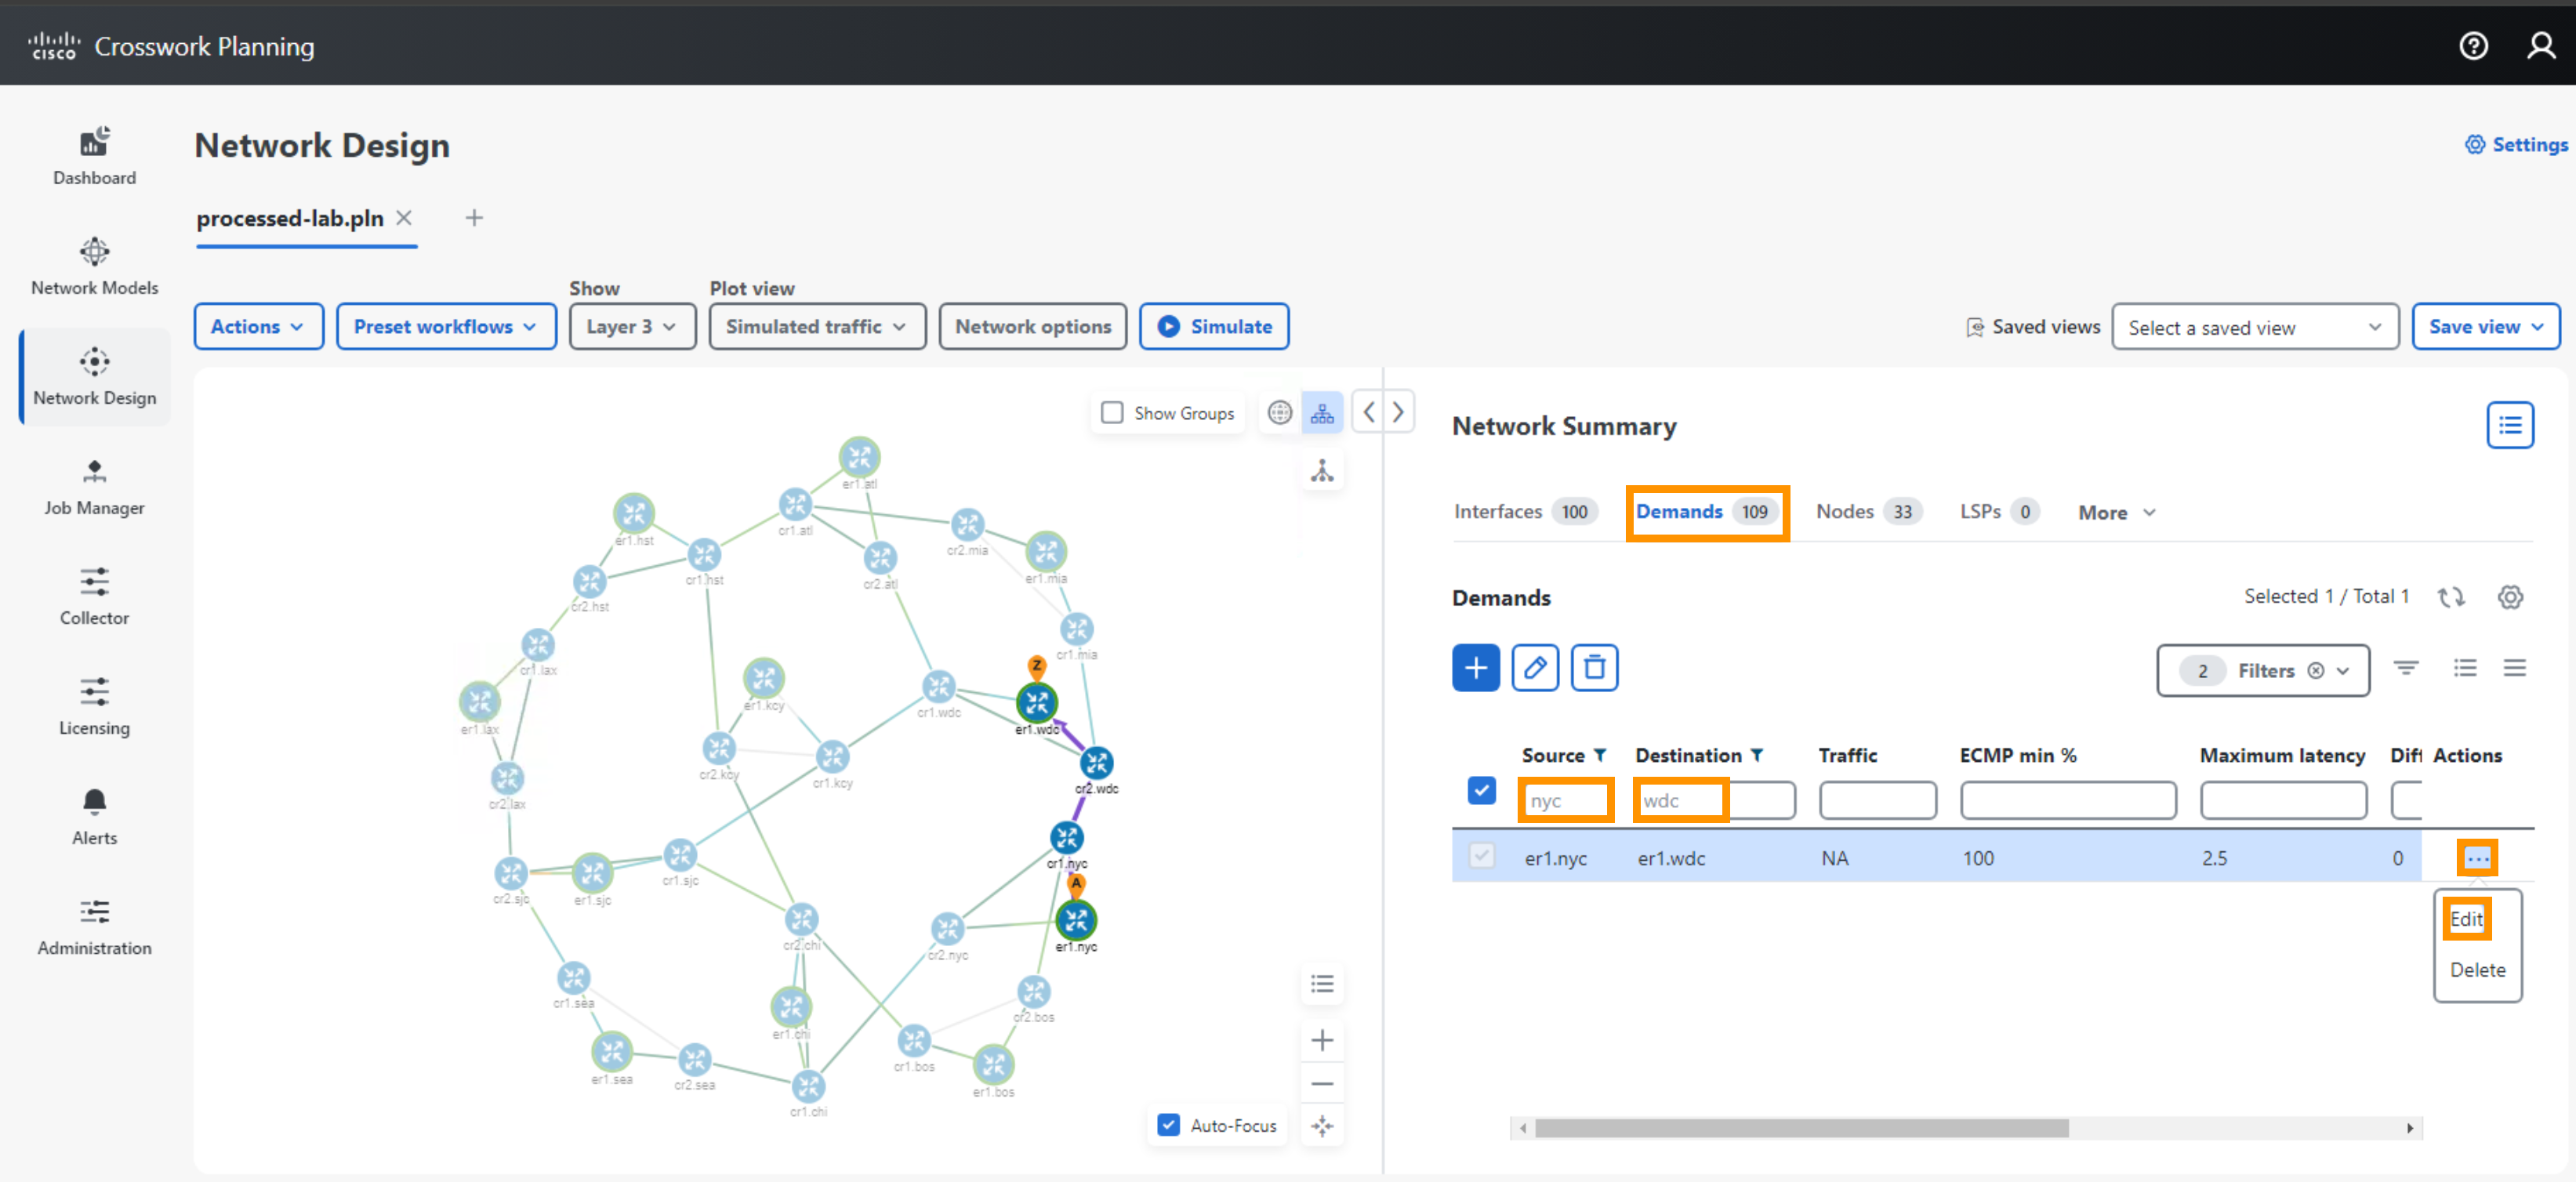 cisco Crosswork Planning
Dashboard
Network Models
Network Design
Job Manager
Collector
Licensing
Alerts
Administration
Network Design
Settings
processed-lab.pln
Actions
Preset workflows
Show
Layer 3
Plot view
Simulated traffic
Network options
Simulate
Saved views
Select a saved view
Save view
Show Groups
er1.atl
er1.hst
cr1.atl
cr2.mia
cr1.hst
cr2.atl
er1.mia
cr2.hst
cr1.mia
cr1.lax
Z
er1.kcy
cr1.wdc
er1.wdc
er1.lax
cr2.kcy
cr1.kcy
cr2.wdc
cr2.lax
cr1.nyc
cr1.sjc
A
cr2.sjc
er1.sjc
cr2.chi
cr2.nyc
er1.nyc
cr1.sea
cr2.bos
er1.chi
cr1.bos
er1.sea
cr2.sea
er1.bos
cr1.chi
Auto-Focus
Network Summary
Interfaces 100
Demands 109
Nodes 33
LSPs 0
More
Demands
Selected 1 / Total 1
2 Filters
Source Destination Traffic ECMP min % Maximum latency Diff Actions
nyc wdc
er1.nyc er1.wdc NA 100 2.5 0 ...
Edit
Delete